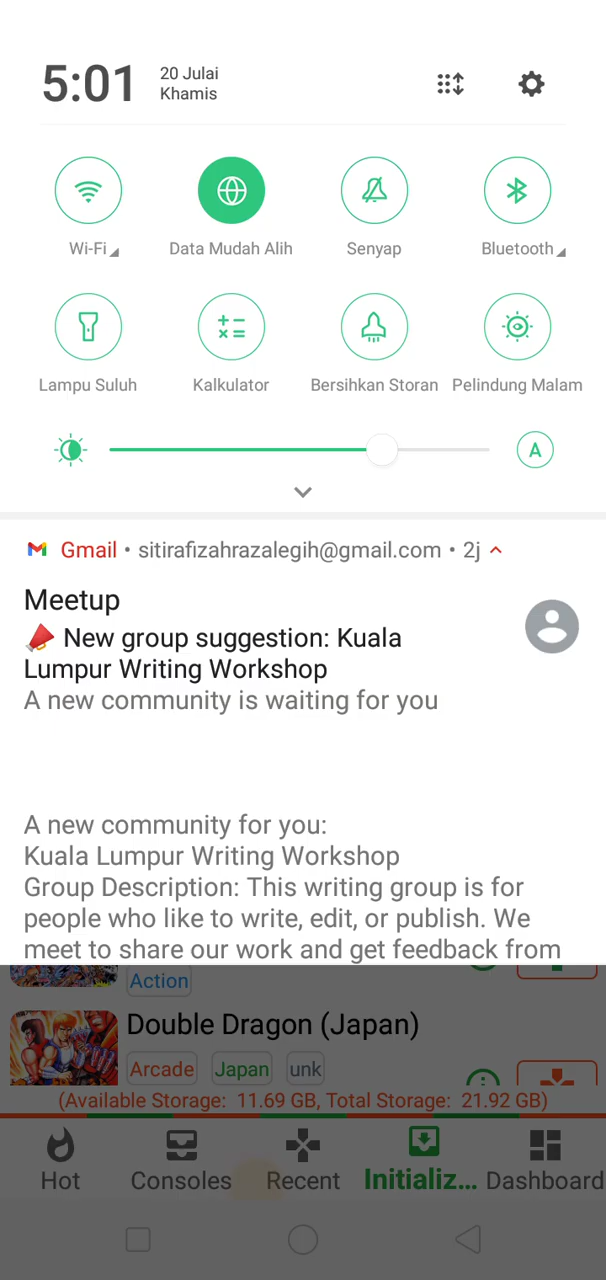 5:01
20 Julai
Khamis
Wi-Fi
Data Mudah Alih
Senyap
Bluetooth
Lampu Suluh
Kalkulator
Bersihkan Storan
Pelindung Malam
A
Gmail • sitirafizahrazalegih@gmail.com • 2j
Meetup
📣 New group suggestion: Kuala
Lumpur Writing Workshop
A new community is waiting for you
A new community for you:
Kuala Lumpur Writing Workshop
Group Description: This writing group is for
people who like to write, edit, or publish. We
meet to share our work and get feedback from
Action
Double Dragon (Japan)
Arcade
Japan
unk
(Available Storage: 11.69 GB, Total Storage: 21.92 GB)
Hot
Consoles
Recent
Initializ...
Dashboard